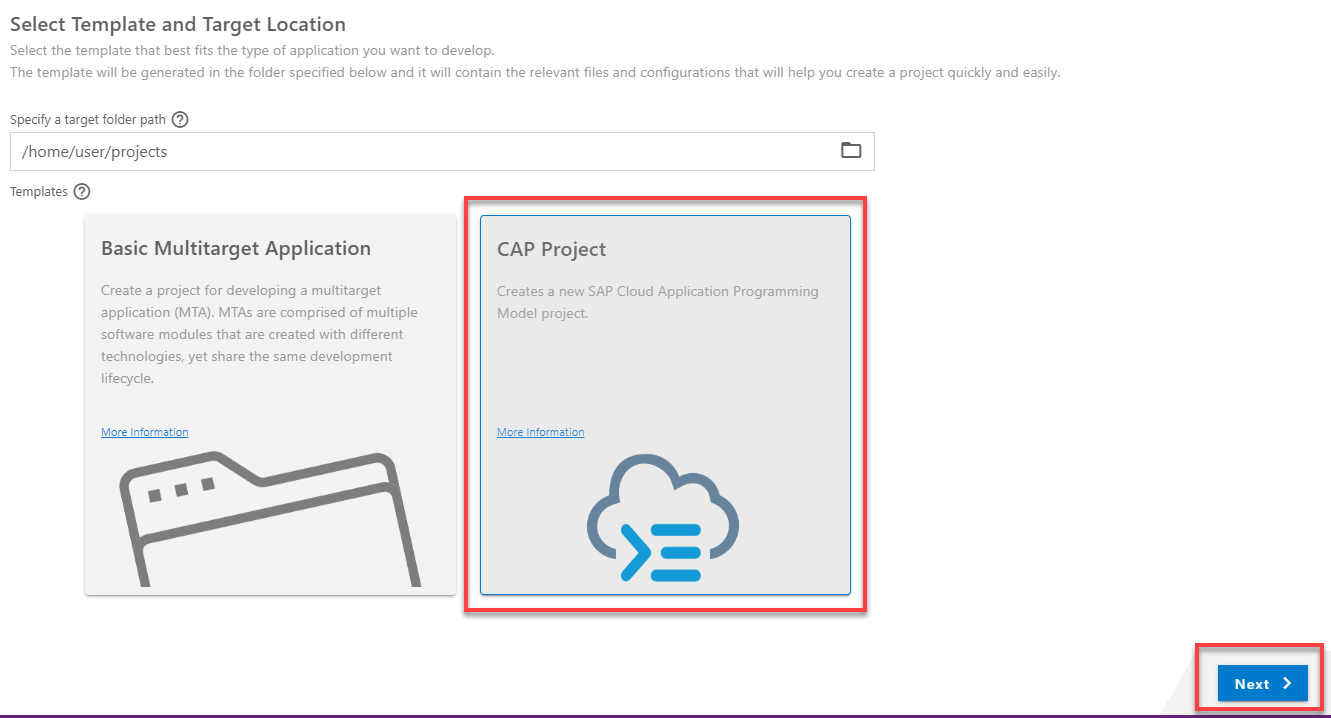 Select Template and Target Location
Select the template that best fits the type of application you want to develop.
The template will be generated in the folder specified below and it will contain the relevant files and configurations that will help you create a project quickly and easily.
Specify a target folder path ?
/home/user/projects
Templates ?
Basic Multitarget Application
Create a project for developing a multitarget
application (MTA). MTAs are comprised of multiple
software modules that are created with different
technologies, yet share the same development
lifecycle.
More Information
CAP Project
Creates a new SAP Cloud Application Programming
Model project.
More Information
Next